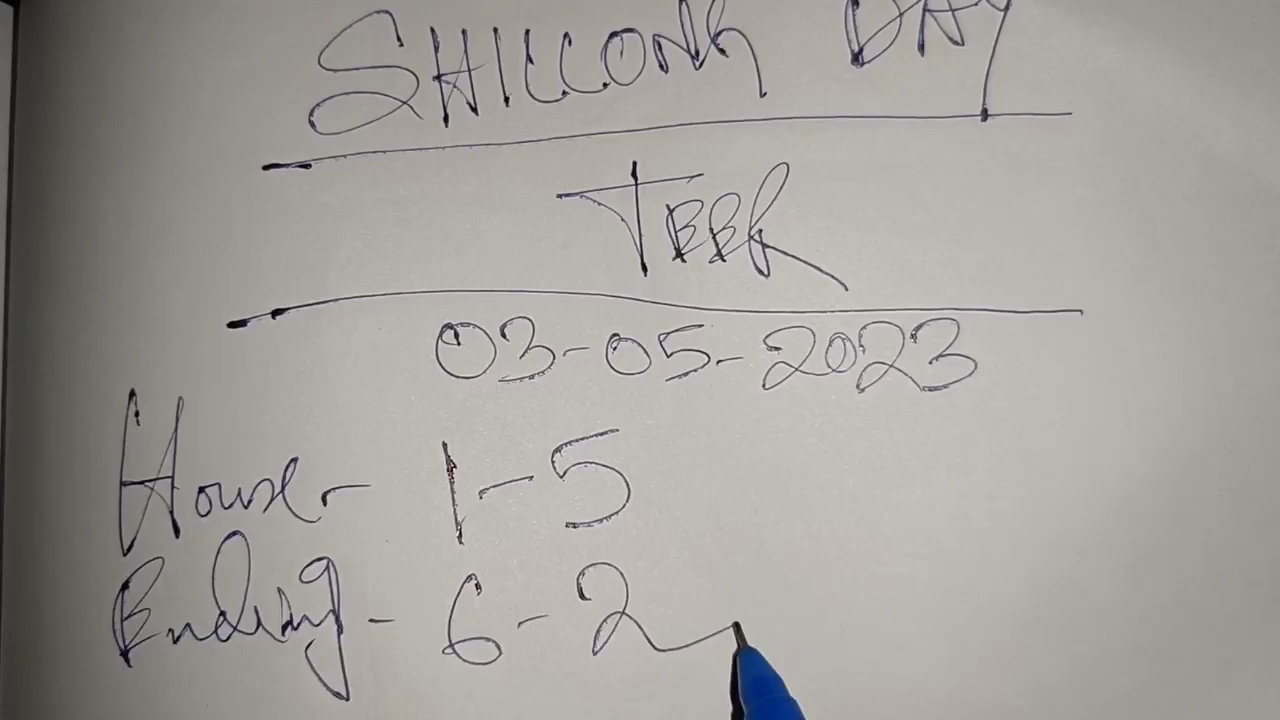 SHILLONG DAY
TEER
03-05-2023
House- 1-5
Ending- 6-2